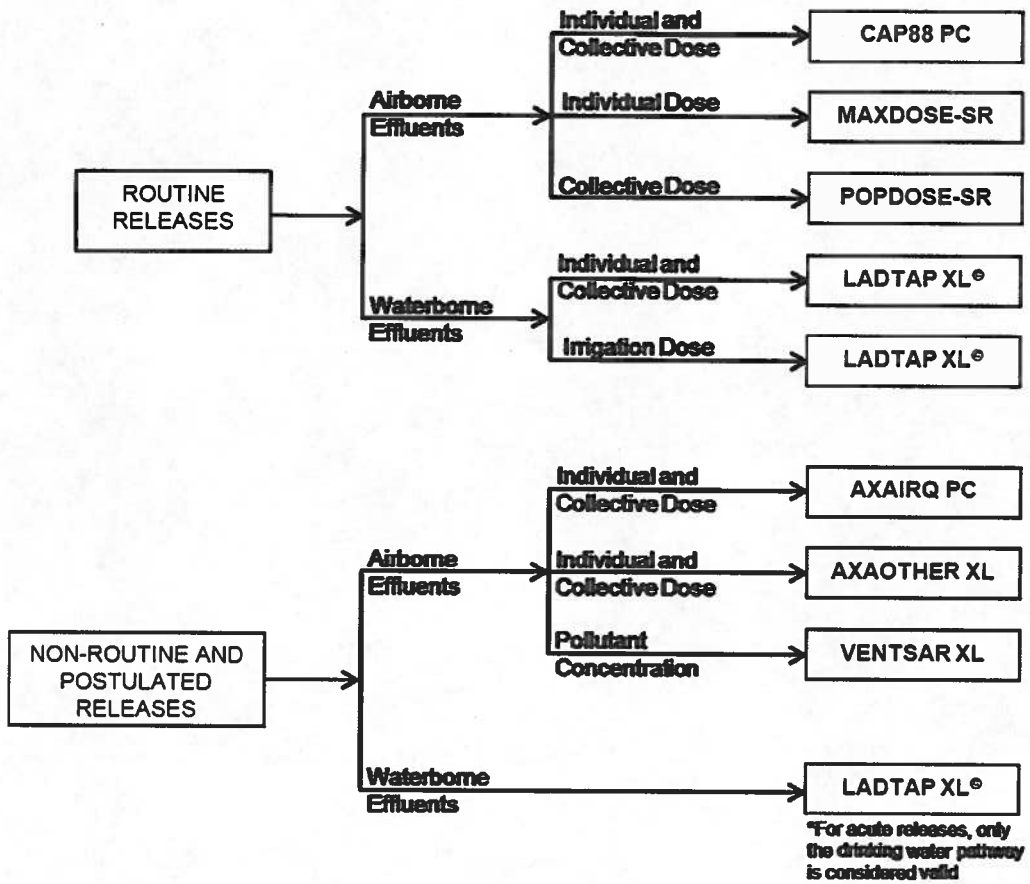 Individual and
Collective Dose
CAP88 PC
Airborne
Effluents
Individual Dose
MAXDOSE-SR
ROUTINE
RELEASES
Collective Dose
POPDOSE-SR
Individual and
Collective Dose
LADTAP XL©
Waterborne
Effluents
Irrigation Dose
LADTAP XL©
Individual and
Collective Dose
AXAIRQ PC
Airborne
Effluents
Individual and
Collective Dose
AXAOTHER XL
Pollutant
Concentration
VENTSAR XL
NON-ROUTINE AND
POSTULATED
RELEASES
Waterborne
Effluents
LADTAP XL©
*For acute releases, only
the drinking water pathway
is considered valid